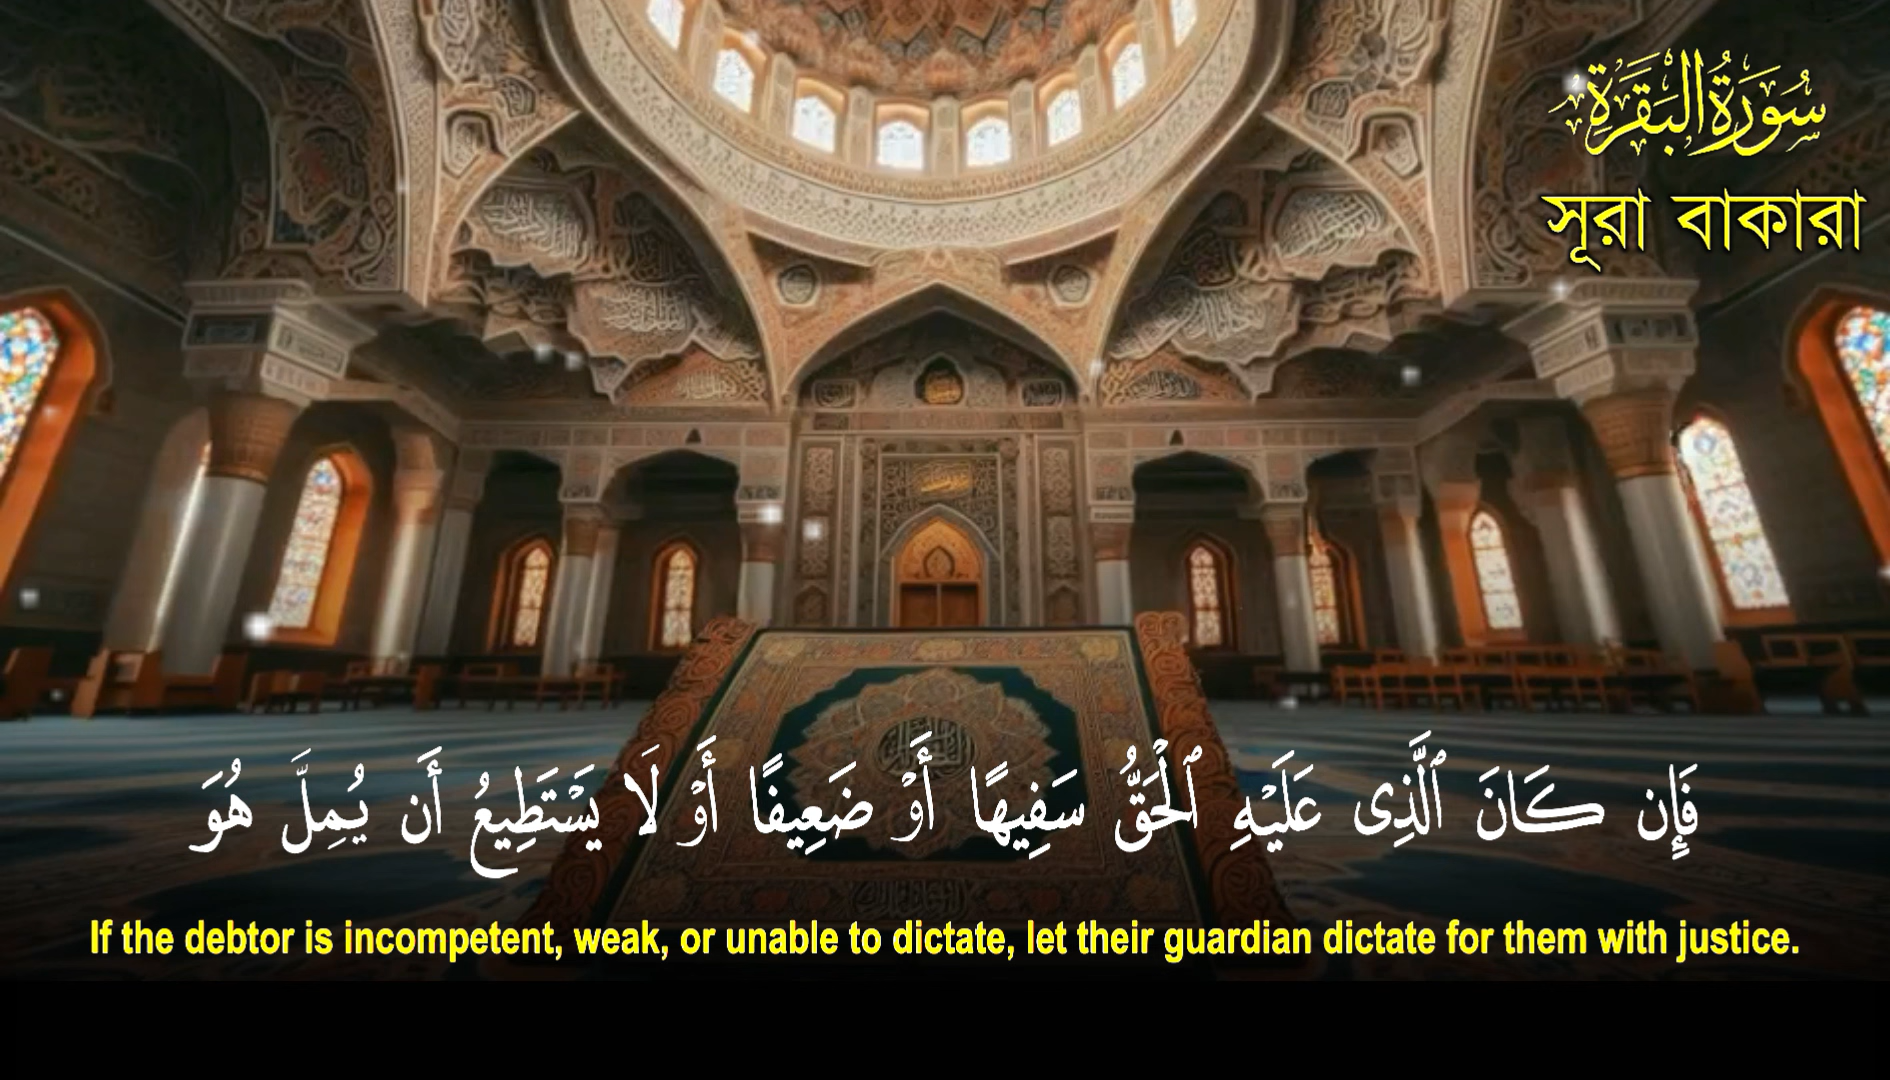 سُورَةُ الْبَقَرَةِ
সূরা বাকারা
فَإِن كَانَ ٱلَّذِى عَلَيْهِ ٱلْحَقُّ سَفِيهًا أَوْ ضَعِيفًا أَوْ لَا يَسْتَطِيعُ أَن يُمِلَّ هُوَ
If the debtor is incompetent, weak, or unable to dictate, let their guardian dictate for them with justice.